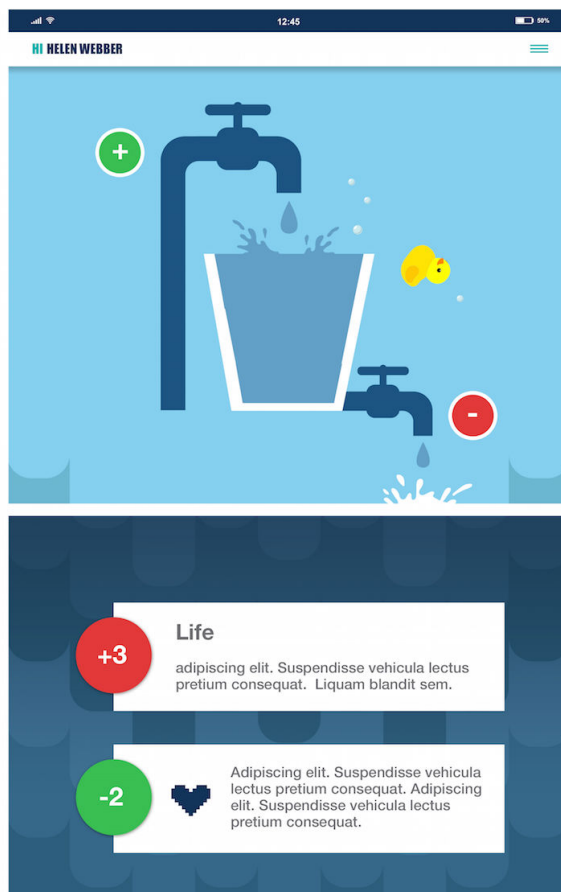 12:45
50%
HI HELEN WEBBER
+
-
+3
Life
adipiscing elit. Suspendisse vehicula lectus
pretium consequat.  Liquam blandit sem.
-2
Adipiscing elit. Suspendisse vehicula
lectus pretium consequat. Adipiscing
elit. Suspendisse vehicula lectus
pretium consequat.